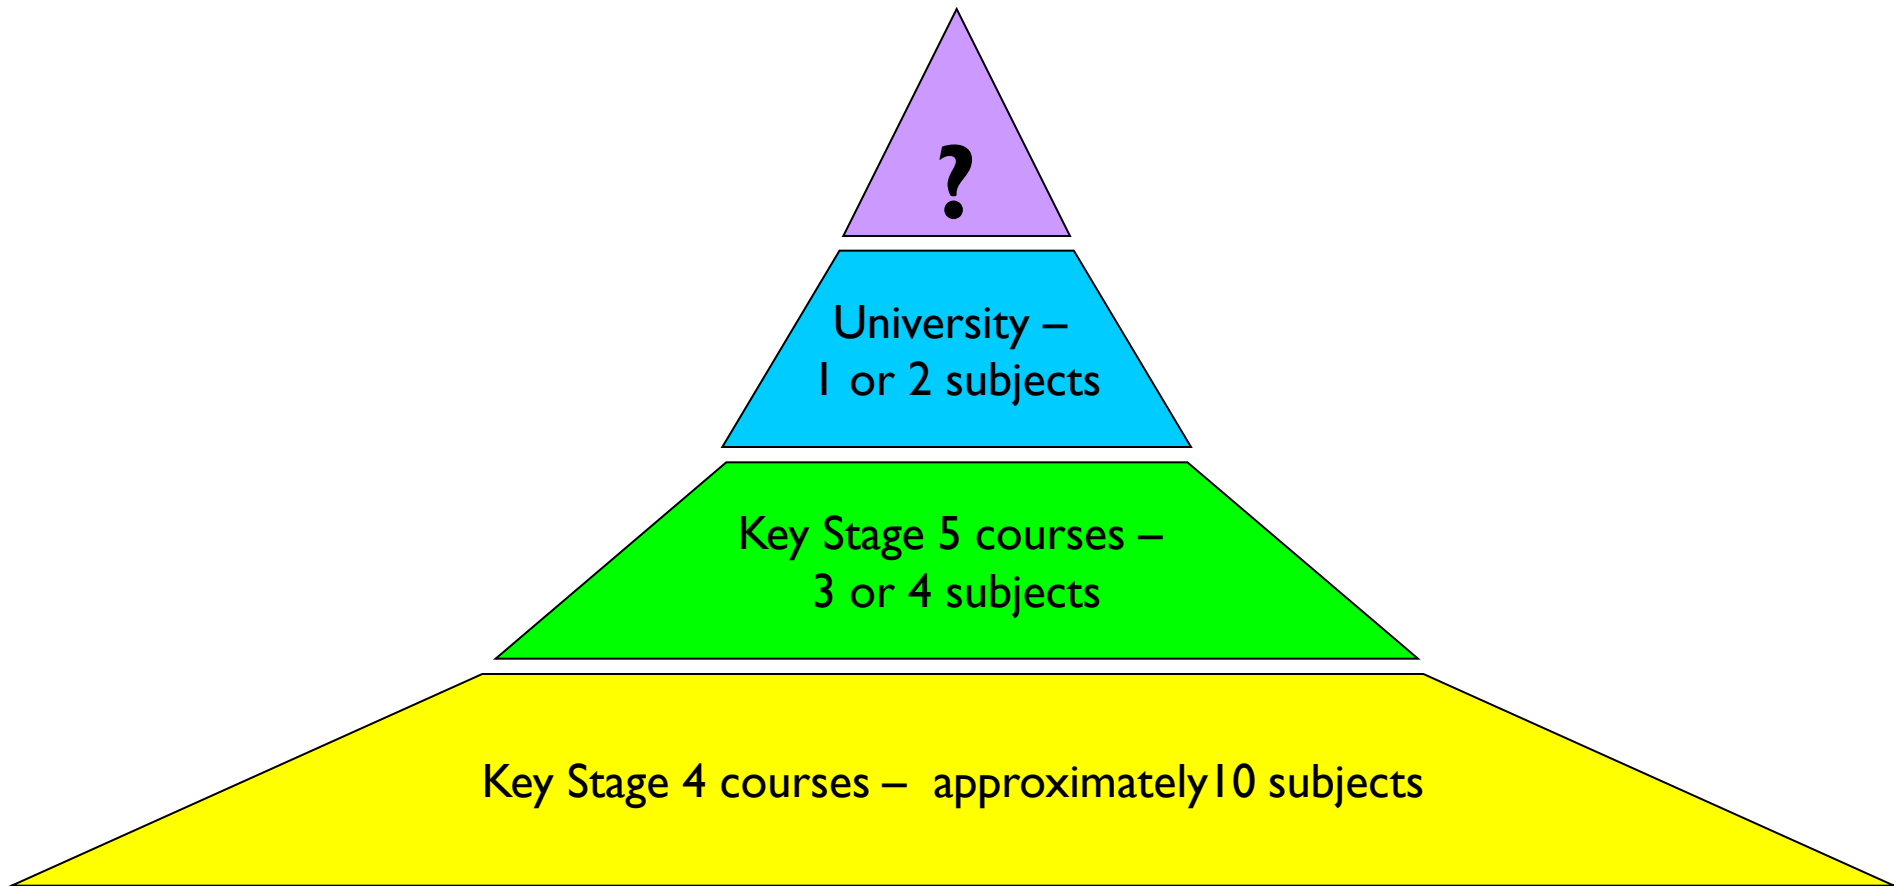 ?
University –
1 or 2 subjects
Key Stage 5 courses –
3 or 4 subjects
Key Stage 4 courses –  approximately10 subjects